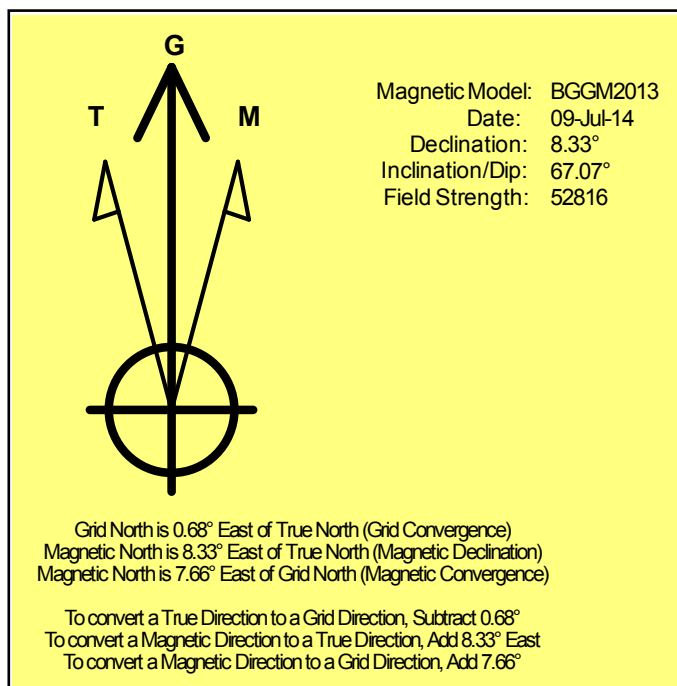 G
T
M
Magnetic Model: BGGM2013
Date: 09-Jul-14
Declination: 8.33°
Inclination/Dip: 67.07°
Field Strength: 52816
Grid North is 0.68° East of True North (Grid Convergence)
Magnetic North is 8.33° East of True North (Magnetic Declination)
Magnetic North is 7.66° East of Grid North (Magnetic Convergence)
To convert a True Direction to a Grid Direction, Subtract 0.68°
To convert a Magnetic Direction to a True Direction, Add 8.33° East
To convert a Magnetic Direction to a Grid Direction, Add 7.66°